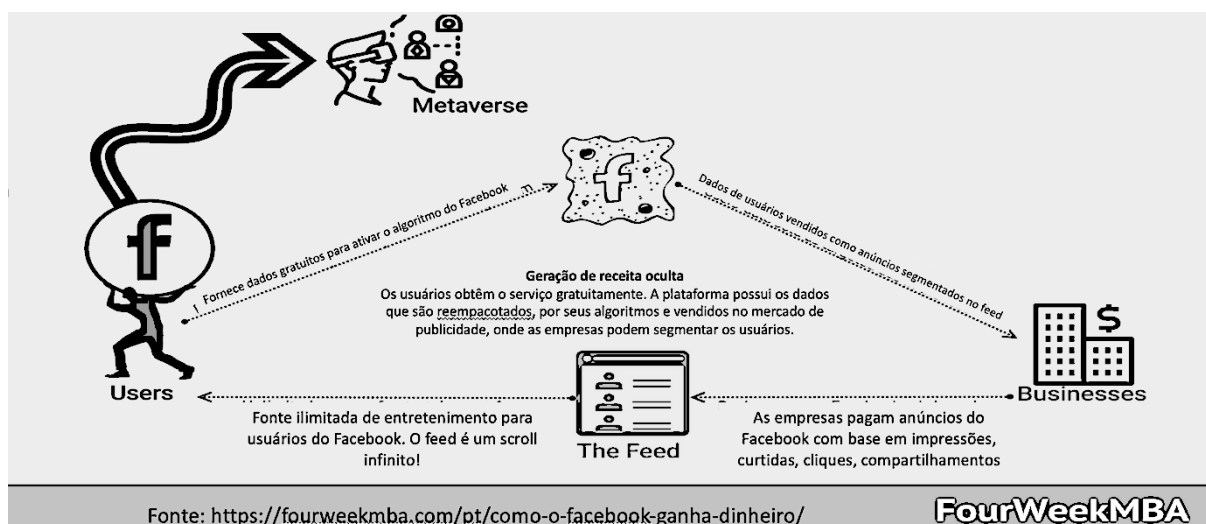 Metaverse
Fornece dados gratuitos para ativar o algoritmo do Facebook
Dados de usuários vendidos como anúncios segmentados no feed
Geração de receita oculta
Os usuários obtêm o serviço gratuitamente. A plataforma possui os dados
que são reempacotados, por seus algoritmos e vendidos no mercado de
publicidade, onde as empresas podem segmentar os usuários.
$
Users
Businesses
Fonte ilimitada de entretenimento para
usuários do Facebook. O feed é um scroll
infinito!
The Feed
As empresas pagam anúncios do
Facebook com base em impressões,
curtidas, cliques, compartilhamentos
Fonte: https://fourweekmba.com/pt/como-o-facebook-ganha-dinheiro/
FourWeekMBA